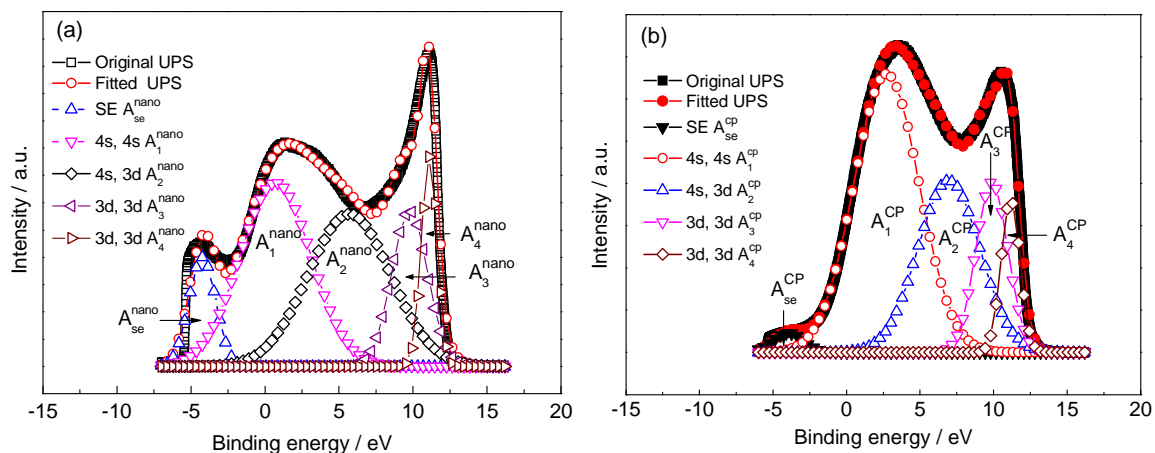 (a)
Original UPS
Fitted UPS
SE A_se^nano
4s, 4s A_1^nano
4s, 3d A_2^nano
3d, 3d A_3^nano
3d, 3d A_4^nano
A_se^nano
A_1^nano
A_2^nano
A_4^nano
A_3^nano
Intensity / a.u.
-15 -10 -5 0 5 10 15 20
Binding energy / eV
(b)
Original UPS
Fitted UPS
SE A_se^cp
4s, 4s A_1^cp
4s, 3d A_2^cp
3d, 3d A_3^cp
3d, 3d A_4^cp
A_3^CP
A_1^CP
A_2^CP
A_4^CP
A_se^CP
Intensity / a.u.
-15 -10 -5 0 5 10 15 20
Binding energy / eV